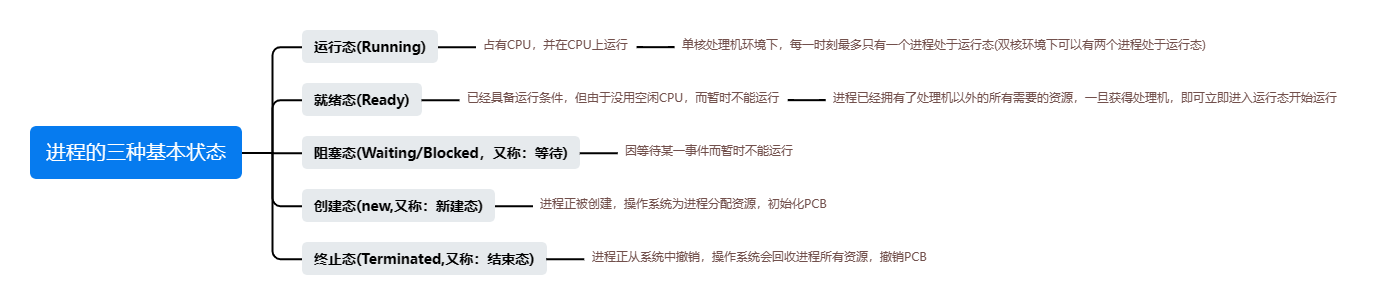 运行态(Running)
占有CPU，并在CPU上运行
单核处理机环境下，每一时刻最多只有一个进程处于运行态(双核环境下可以有两个进程处于运行态)
就绪态(Ready)
已经具备运行条件，但由于没用空闲CPU，而暂时不能运行
进程已经拥有了处理机以外的所有需要的资源，一旦获得处理机，即可立即进入运行态开始运行
进程的三种基本状态
阻塞态(Waiting/Blocked，又称：等待)
因等待某一事件而暂时不能运行
创建态(new,又称：新建态)
进程正被创建，操作系统为进程分配资源，初始化PCB
终止态(Terminated,又称：结束态)
进程正从系统中撤销，操作系统会回收进程所有资源，撤销PCB